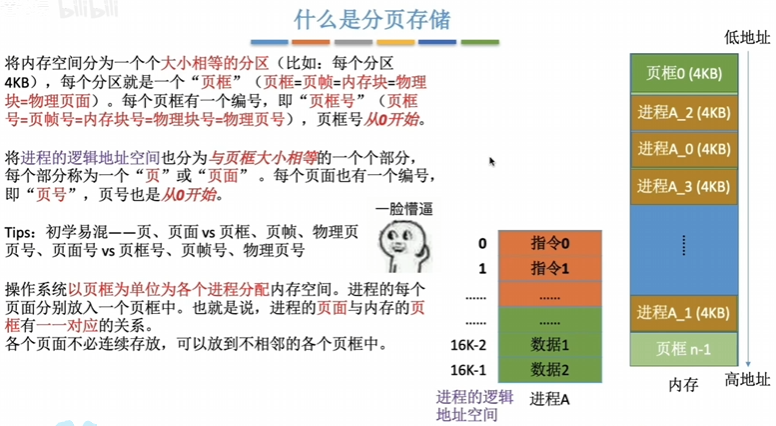 bilibili
什么是分页存储
将内存空间分为一个个大小相等的分区（比如：每个分区
4KB），每个分区就是一个“页框”（页框=页帧=内存块=物理
块=物理页面）。每个页框有一个编号，即“页框号”（页框
号=页帧号=内存块号=物理块号=物理页号），页框号从0开始。
将进程的逻辑地址空间也分为与页框大小相等的一个个部分，
每个部分称为一个“页”或“页面” 。每个页面也有一个编号，
即“页号”，页号也是从0开始。
Tips：初学易混——页、页面 vs 页框、页帧、物理页
页号、页面号 vs 页框号、页帧号、物理页号
一脸懵逼
操作系统以页框为单位为各个进程分配内存空间。进程的每个
页面分别放入一个页框中。也就是说，进程的页面与内存的页
框有一一对应的关系。
各个页面不必连续存放，可以放到不相邻的各个页框中。
0 指令0
1 指令1
...... ......
...... ......
16K-2 数据1
16K-1 数据2
进程的逻辑
地址空间
进程A
低地址
页框0 (4KB)
进程A_2 (4KB)
进程A_0 (4KB)
进程A_3 (4KB)
......
进程A_1 (4KB)
页框 n-1
内存
高地址